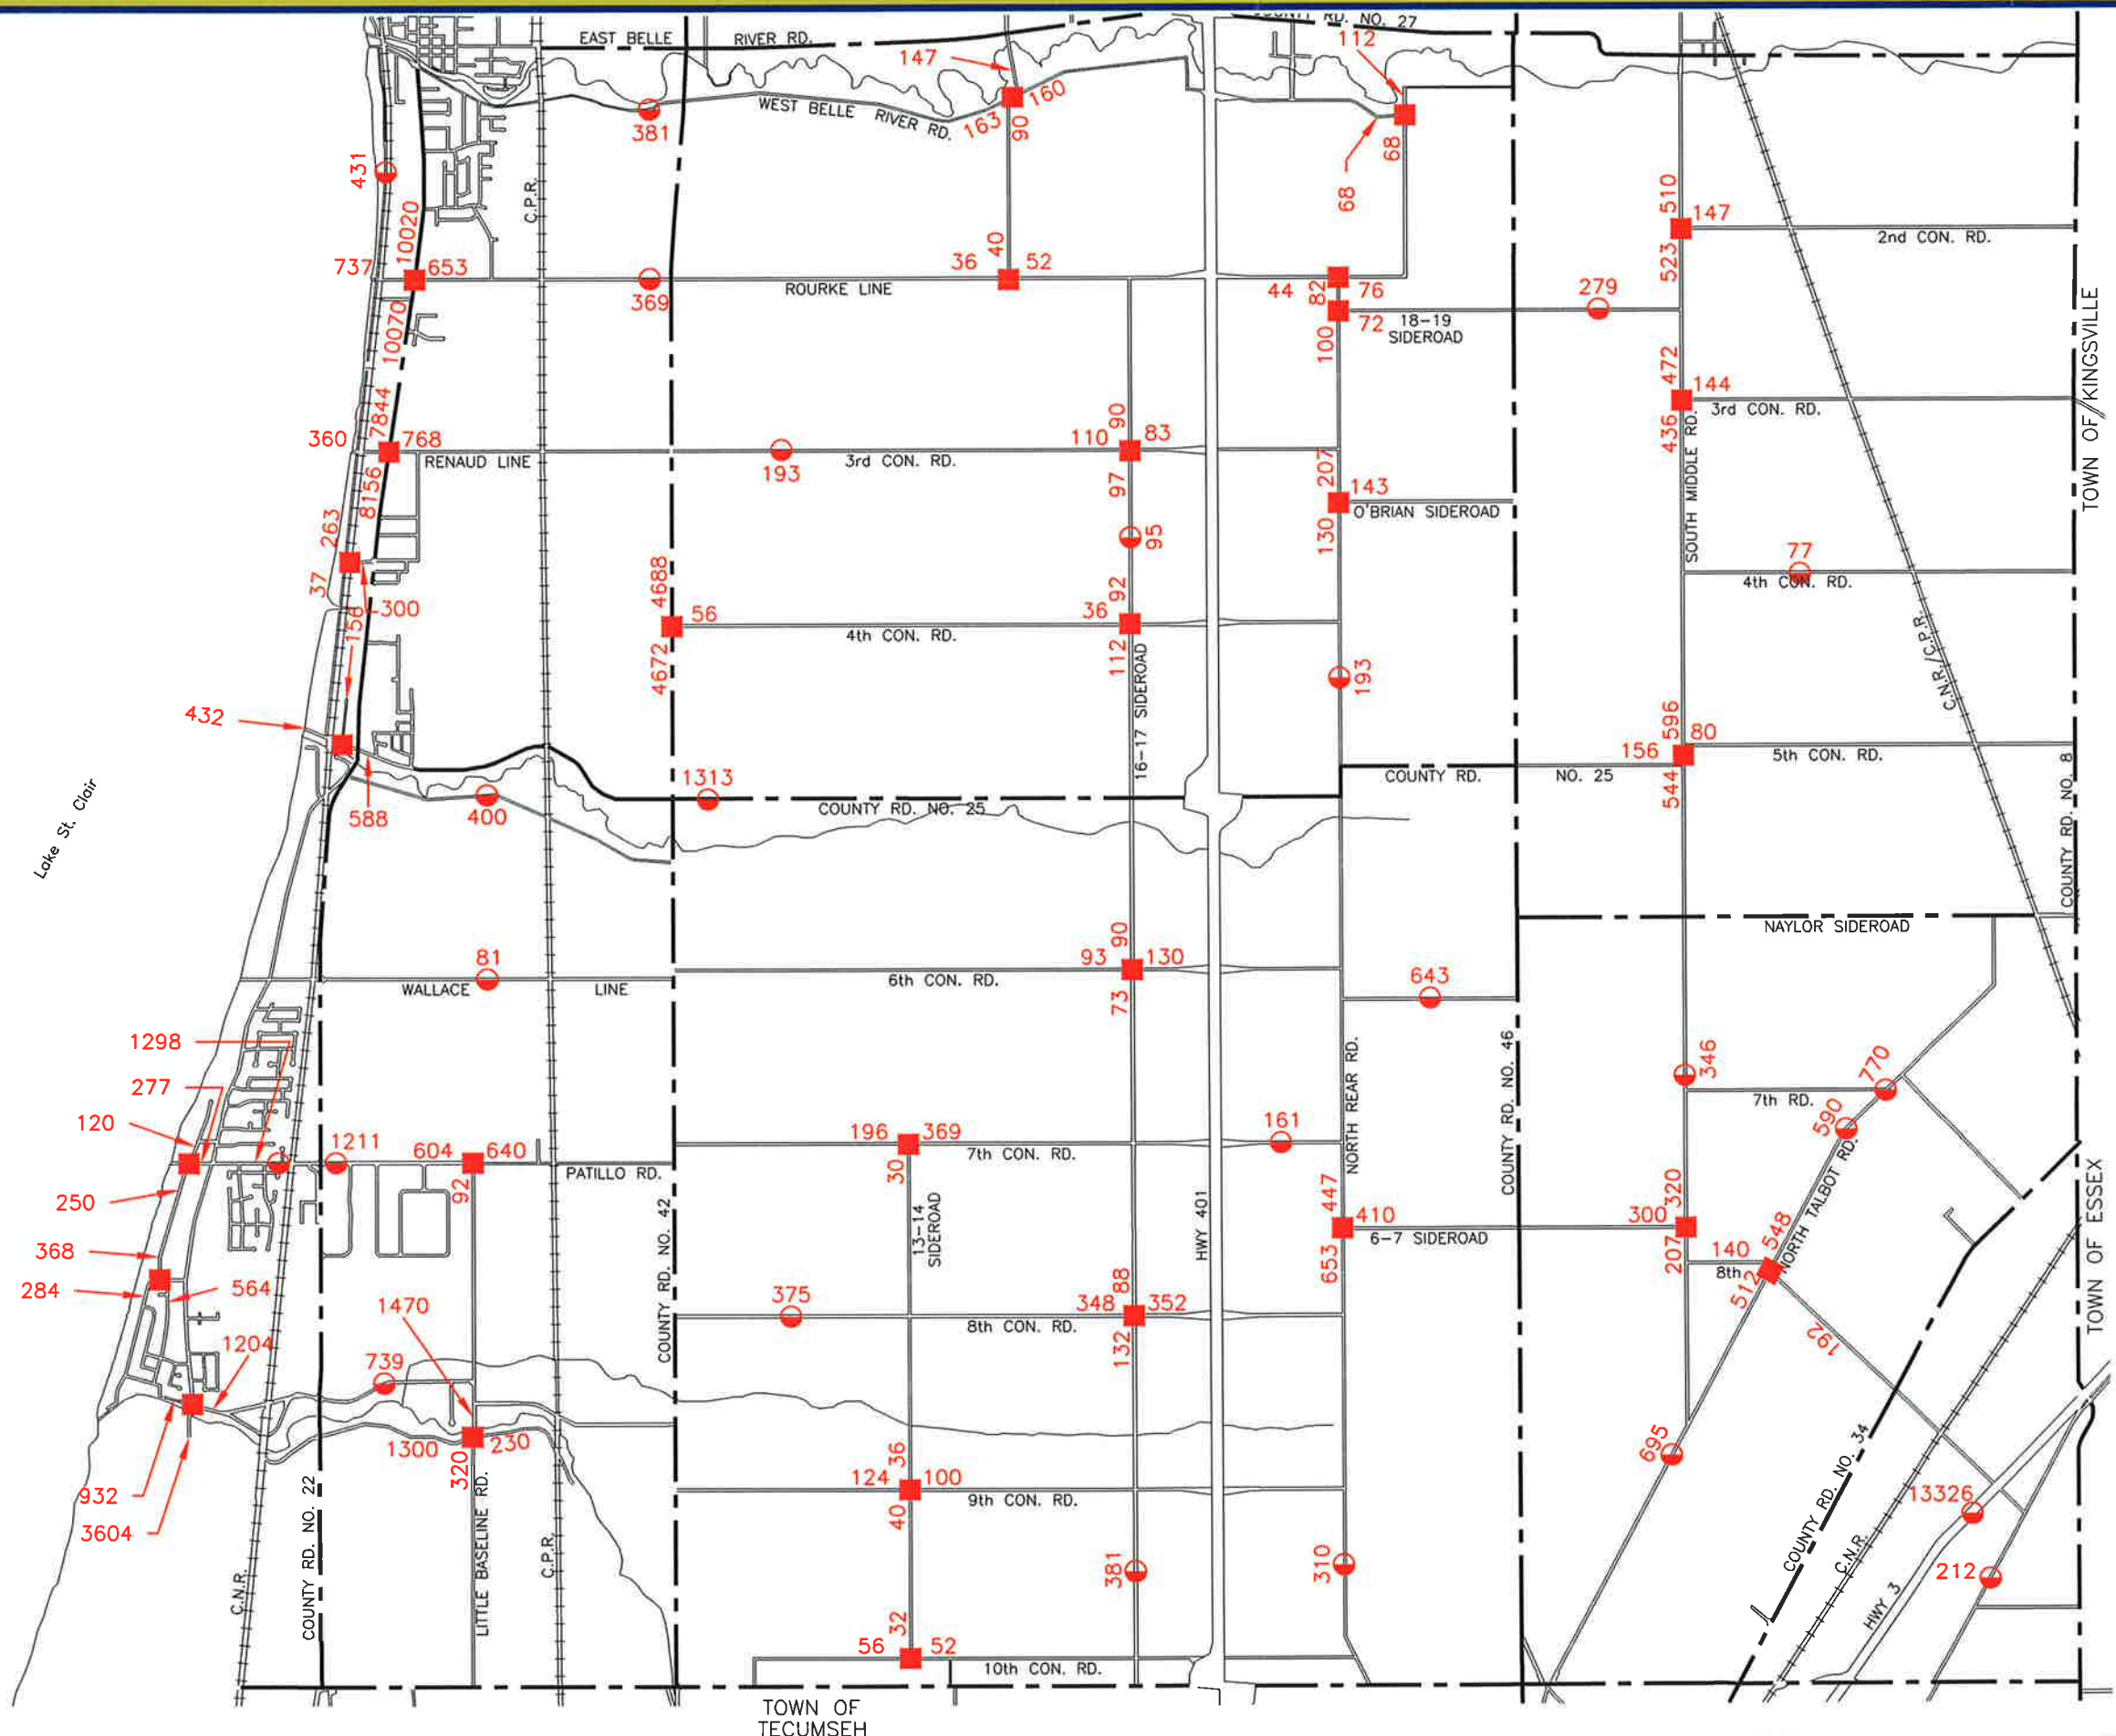 COUNTY RD. NO. 27
EAST BELLE RIVER RD.
147
112
160
381
WEST BELLE RIVER RD.
163
90
68
68
431
C.P.R.
10020
510
147
2nd CON. RD.
523
737
653
369
ROURKE LINE
36
40
52
44
82
76
279
100
72
18-19
SIDEROAD
TOWN OF KINGSVILLE
10070
7844
472
144
3rd CON. RD.
436
SOUTH MIDDLE RD.
360
768
RENAUD LINE
193
3rd CON. RD.
110
90
83
97
207
143
O'BRIAN SIDEROAD
130
8156
263
95
77
4th CON. RD.
37
300
156
4688
56
4672
4th CON. RD.
36
92
112
16-17 SIDEROAD
193
C.N.R./C.P.R.
432
588
400
1313
COUNTY RD. NO. 25
COUNTY RD. NO. 25
156
596
80
544
5th CON. RD.
COUNTY RD. NO. 8
Lake St. Clair
NAYLOR SIDEROAD
81
WALLACE LINE
6th CON. RD.
93
90
130
73
643
1298
277
120
NORTH REAR RD.
COUNTY RD. NO. 46
346
770
7th RD.
590
1211
604
640
92
PATILLO RD.
196
369
30
7th CON. RD.
161
250
COUNTY RD. NO. 42
13-14
SIDEROAD
HWY 401
447
410
6-7 SIDEROAD
653
300
320
207
140
8th
548
512
NORTH TALBOT RD.
192
TOWN OF ESSEX
368
284
564
1470
375
348
88
352
132
8th CON. RD.
1204
739
1300
230
320
932
3604
124
36
100
40
9th CON. RD.
695
COUNTY RD. NO. 34
13326
C.N.R.
COUNTY RD. NO. 22
LITTLE BASELINE RD.
C.P.R.
381
310
C.N.R.
HWY 3
212
56
32
52
10th CON. RD.
TOWN OF
TECUMSEH